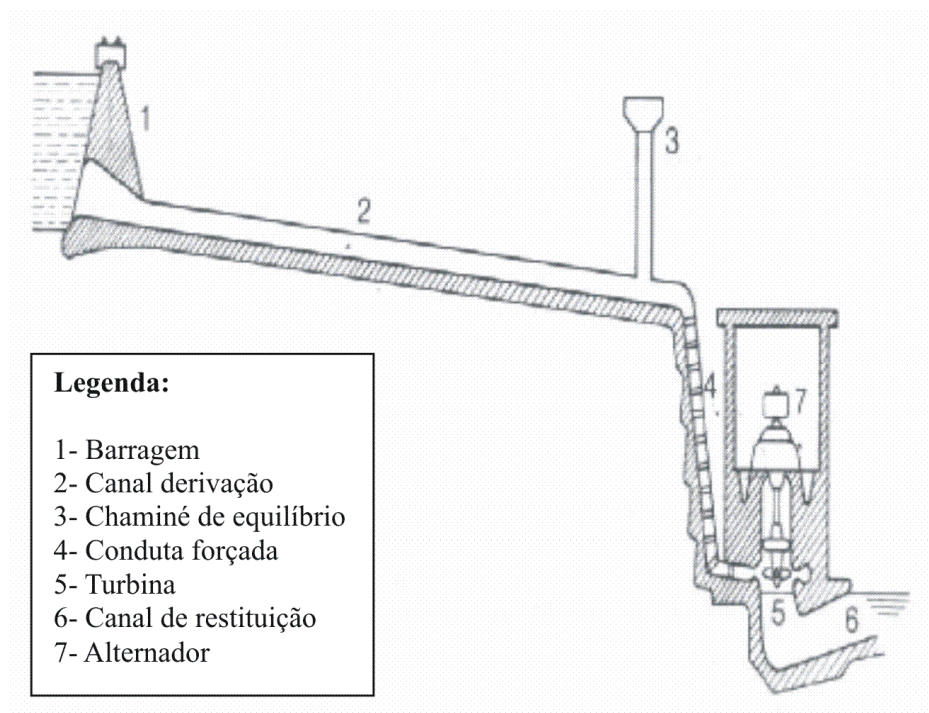 1
2
3
4
7
5
6
Legenda:
1- Barragem
2- Canal derivação
3- Chaminé de equilíbrio
4- Conduta forçada
5- Turbina
6- Canal de restituição
7- Alternador